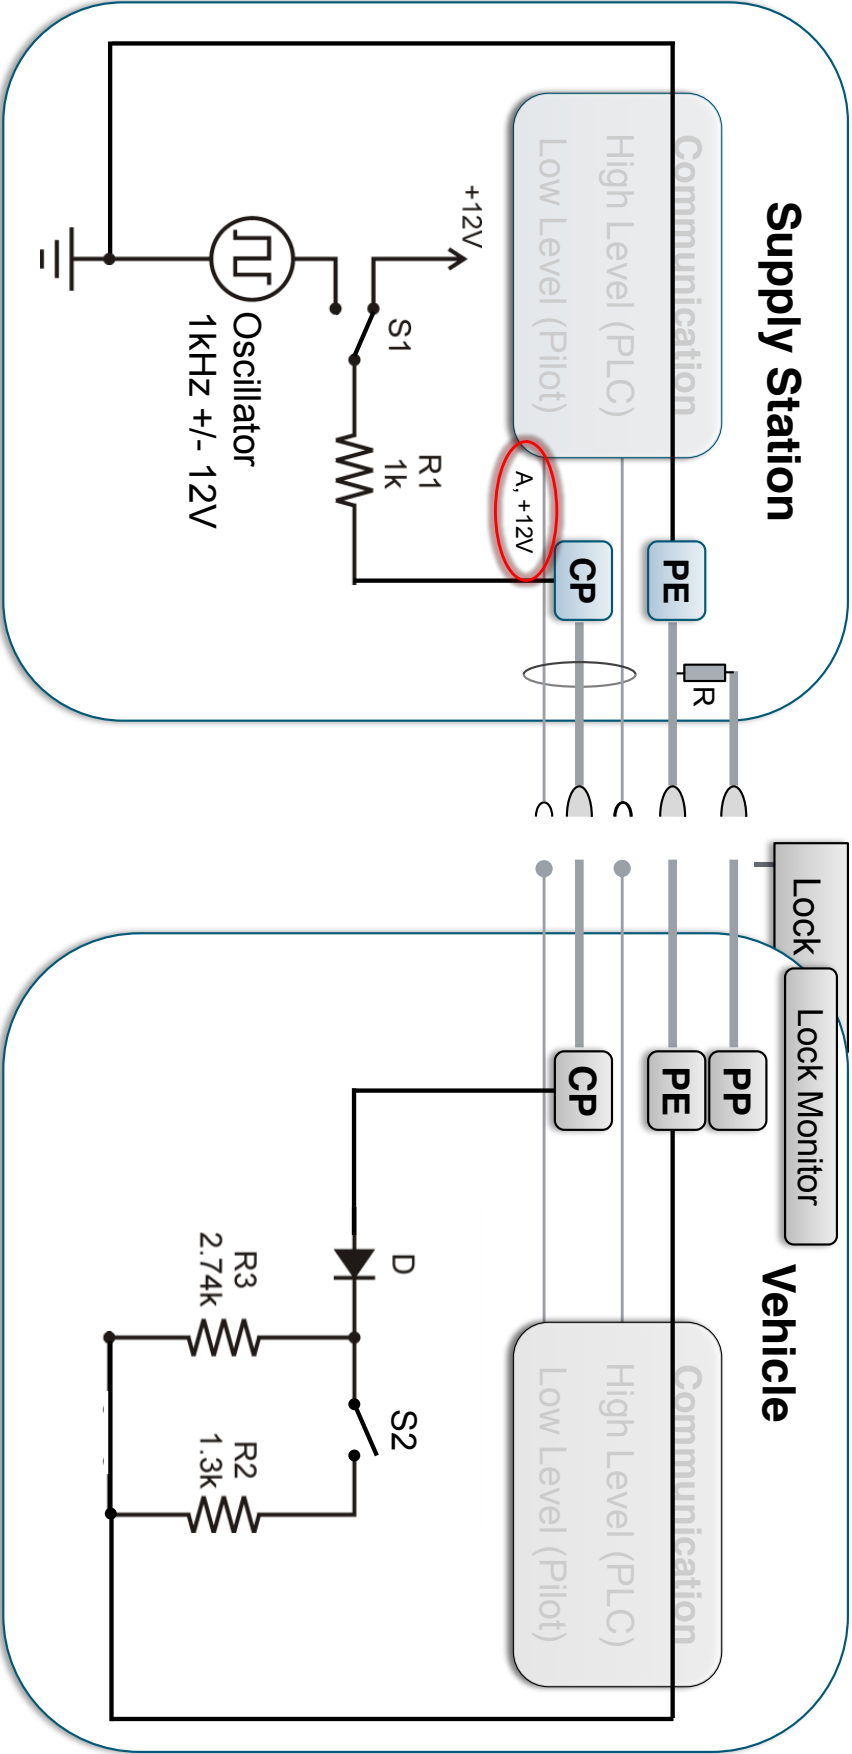 Supply Station
Communication
High Level (PLC)
Low Level (Pilot)
+12V
S1
Oscillator
1kHz +/- 12V
R1
1k
A, +12V
CP
PE
R
Lock
Lock Monitor
PP
PE
CP
Vehicle
Communication
High Level (PLC)
Low Level (Pilot)
D
S2
R3
2.74k
R2
1.3k